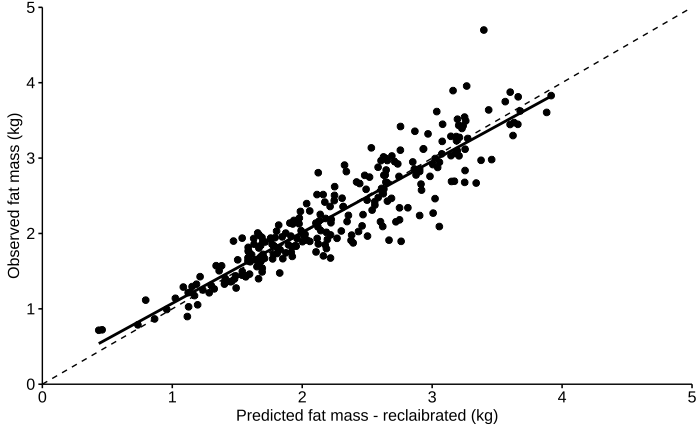 5
4
3
2
1
0
Observed fat mass (kg)
0 1 2 3 4 5
Predicted fat mass - reclaibrated (kg)